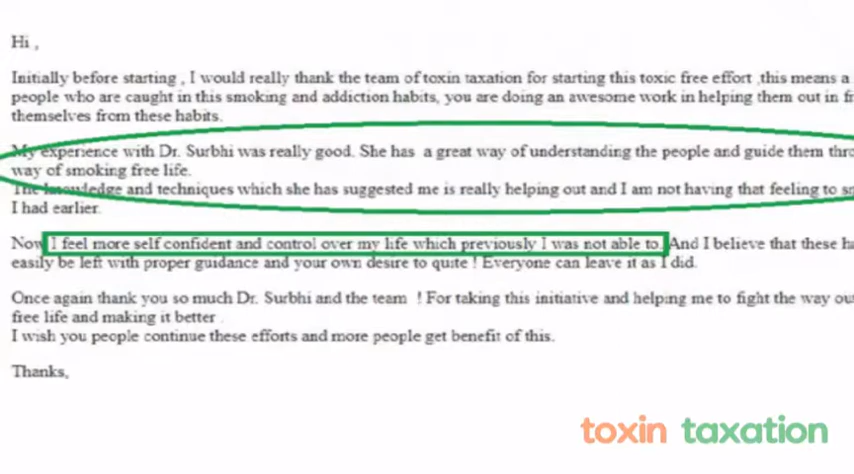 Hi ,
Initially before starting , I would really thank the team of toxin taxation for starting this toxic free effort ,this means a
people who are caught in this smoking and addiction habits, you are doing an awesome work in helping them out in
themselves from these habits.
My experience with Dr. Surbhi was really good. She has a great way of understanding the people and guide them
way of smoking free life.
The knowledge and techniques which she has suggested me is really helping out and I am not having that feeling to
I had earlier.
Now I feel more self confident and control over my life which previously I was not able to. And I believe that these
easily be left with proper guidance and your own desire to quite ! Everyone can leave it as I did.
Once again thank you so much Dr. Surbhi and the team ! For taking this initiative and helping me to fight the way
free life and making it better .
I wish you people continue these efforts and more people get benefit of this.
Thanks,
toxin taxation